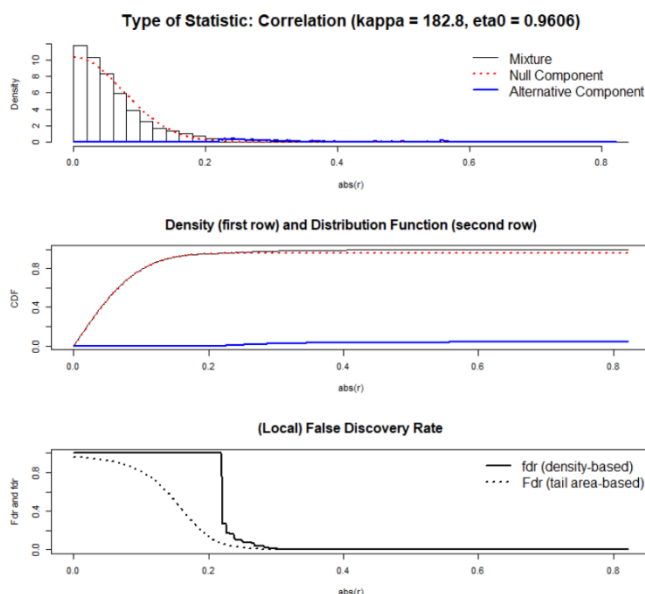 Type of Statistic: Correlation (kappa = 182.8, eta0 = 0.9606)
Density
10
8
6
4
2
0
Mixture
Null Component
Alternative Component
0.0 0.2 0.4 0.6 0.8
abs(r)
Density (first row) and Distribution Function (second row)
CDF
0.8
0.4
0.0
0.0 0.2 0.4 0.6 0.8
abs(r)
(Local) False Discovery Rate
Fdr and fdr
0.8
0.4
0.0
fdr (density-based)
Fdr (tail area-based)
0.0 0.2 0.4 0.6 0.8
abs(r)